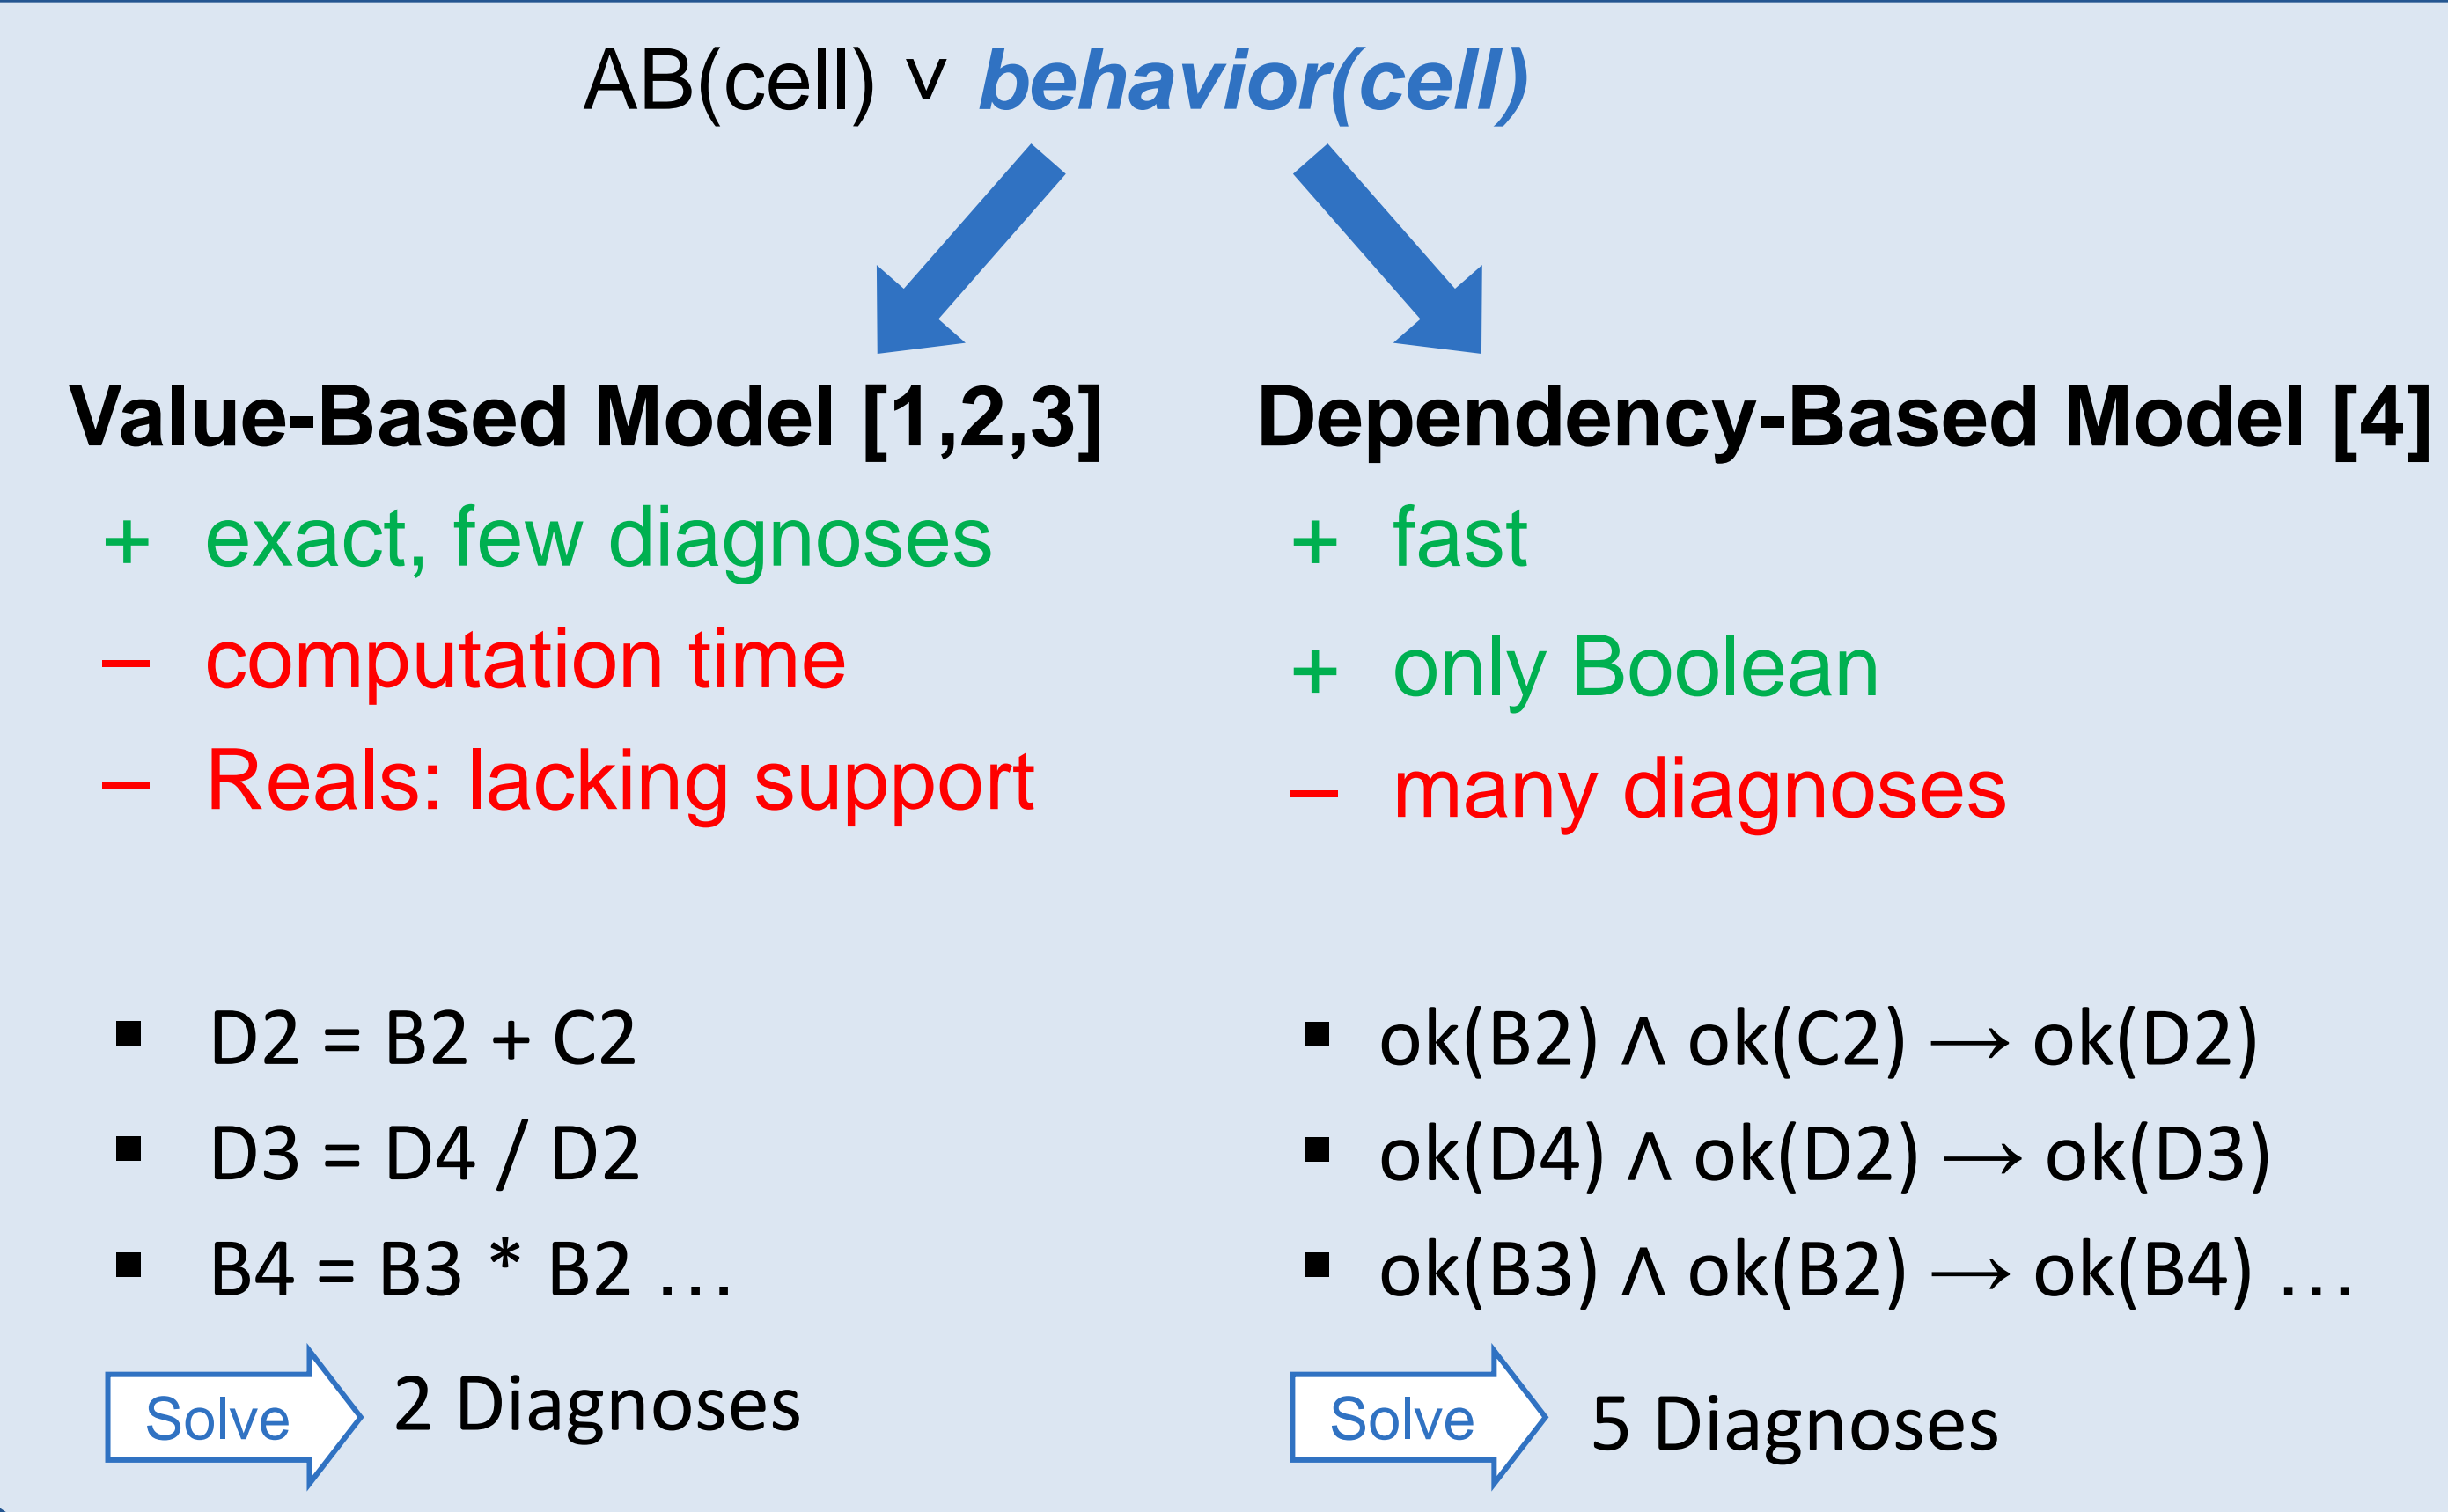 AB(cell) ∨ behavior(cell)
Value-Based Model [1,2,3]
+ exact, few diagnoses
– computation time
– Reals: lacking support
▪ D2 = B2 + C2
▪ D3 = D4 / D2
▪ B4 = B3 * B2 …
Solve
2 Diagnoses
Dependency-Based Model [4]
+ fast
+ only Boolean
– many diagnoses
▪ ok(B2) ∧ ok(C2) → ok(D2)
▪ ok(D4) ∧ ok(D2) → ok(D3)
▪ ok(B3) ∧ ok(B2) → ok(B4) …
Solve
5 Diagnoses